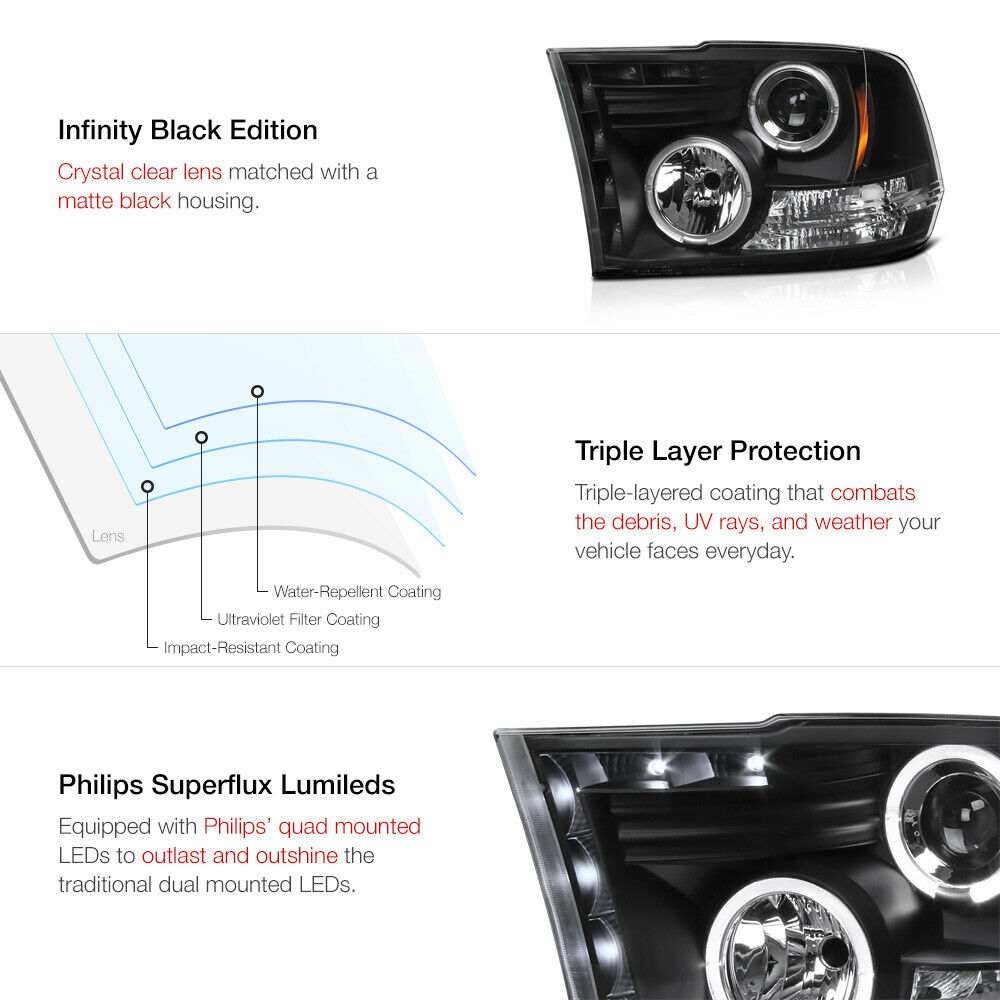 Infinity Black Edition
Crystal clear lens matched with a
matte black housing.
Lens
Water-Repellent Coating
Ultraviolet Filter Coating
Impact-Resistant Coating
Triple Layer Protection
Triple-layered coating that combats
the debris, UV rays, and weather your
vehicle faces everyday.
Philips Superflux Lumileds
Equipped with Philips’ quad mounted
LEDs to outlast and outshine the
traditional dual mounted LEDs.